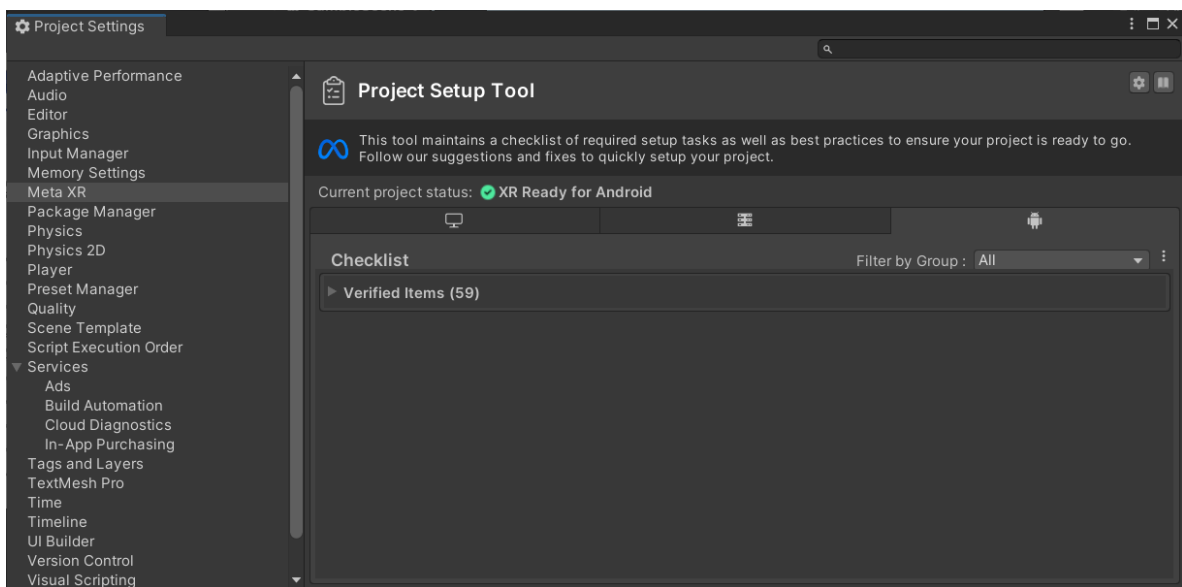 Project Settings
Adaptive Performance
Audio
Editor
Graphics
Input Manager
Memory Settings
Meta XR
Package Manager
Physics
Physics 2D
Player
Preset Manager
Quality
Scene Template
Script Execution Order
Services
Ads
Build Automation
Cloud Diagnostics
In-App Purchasing
Tags and Layers
TextMesh Pro
Time
Timeline
UI Builder
Version Control
Visual Scripting
Project Setup Tool
This tool maintains a checklist of required setup tasks as well as best practices to ensure your project is ready to go.
Follow our suggestions and fixes to quickly setup your project.
Current project status: XR Ready for Android
Checklist
Filter by Group : All
Verified Items (59)